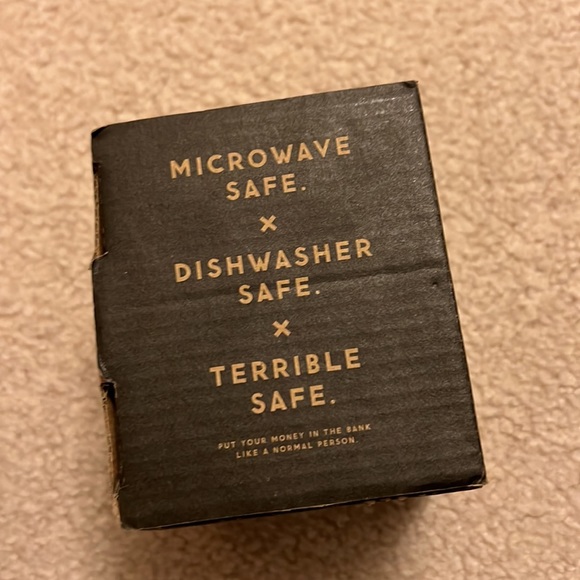 MICROWAVE
SAFE.
×
DISHWASHER
SAFE.
×
TERRIBLE
SAFE.
PUT YOUR MONEY IN THE BANK
LIKE A NORMAL PERSON